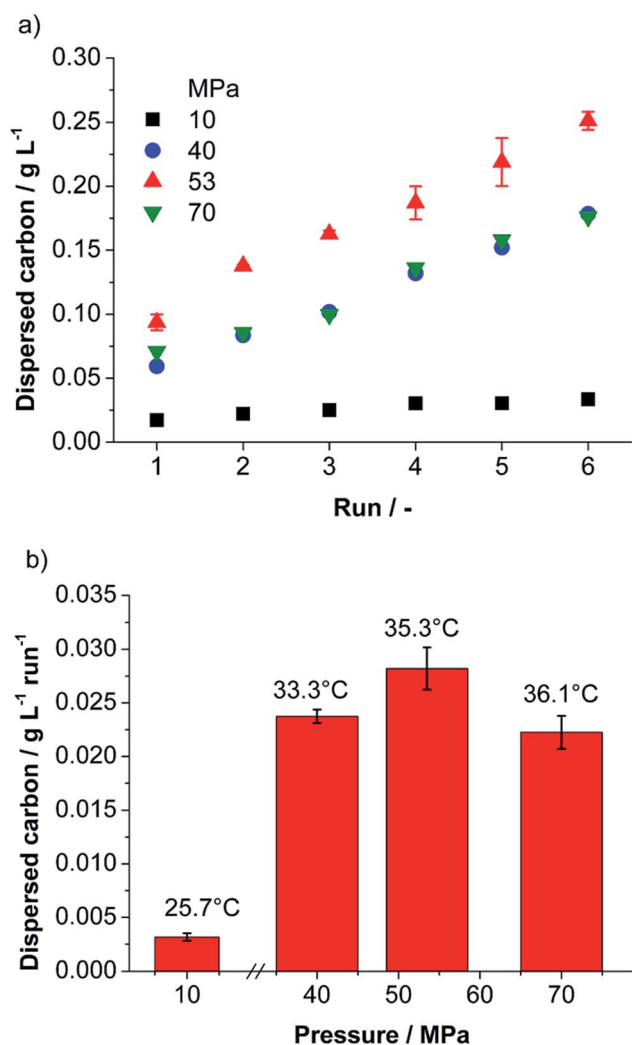 a)
Dispersed carbon / g L⁻¹
0.30
0.25
0.20
0.15
0.10
0.05
0.00
MPa
10
40
53
70
1 2 3 4 5 6
Run / -
b)
Dispersed carbon / g L⁻¹ run⁻¹
0.035
0.030
0.025
0.020
0.015
0.010
0.005
0.000
25.7°C
33.3°C
35.3°C
36.1°C
10 40 50 60 70
Pressure / MPa